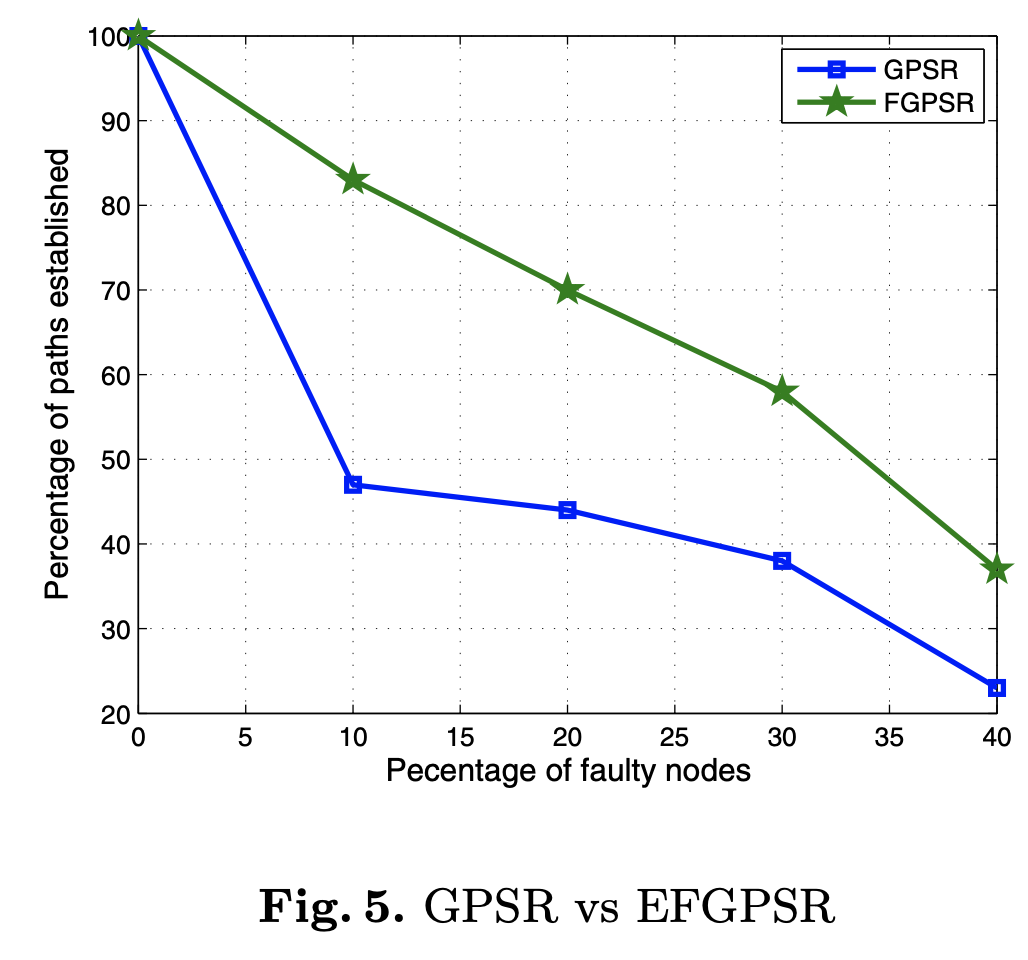 100
90
80
70
60
50
40
30
20
0 5 10 15 20 25 30 35 40
Percentage of paths established
Pecentage of faulty nodes
GPSR
FGPSR
Fig. 5. GPSR vs EFGPSR